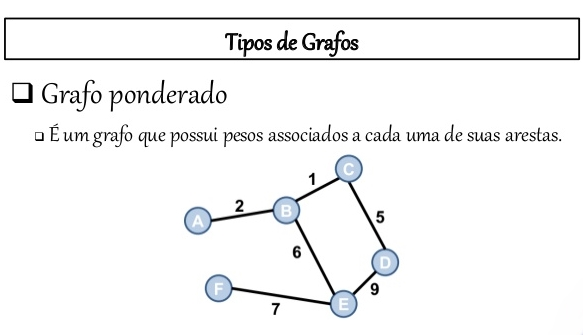 Tipos de Grafos
Grafo ponderado
É um grafo que possui pesos associados a cada uma de suas arestas.
C
1
2
A
B
5
6
D
F
9
7
E